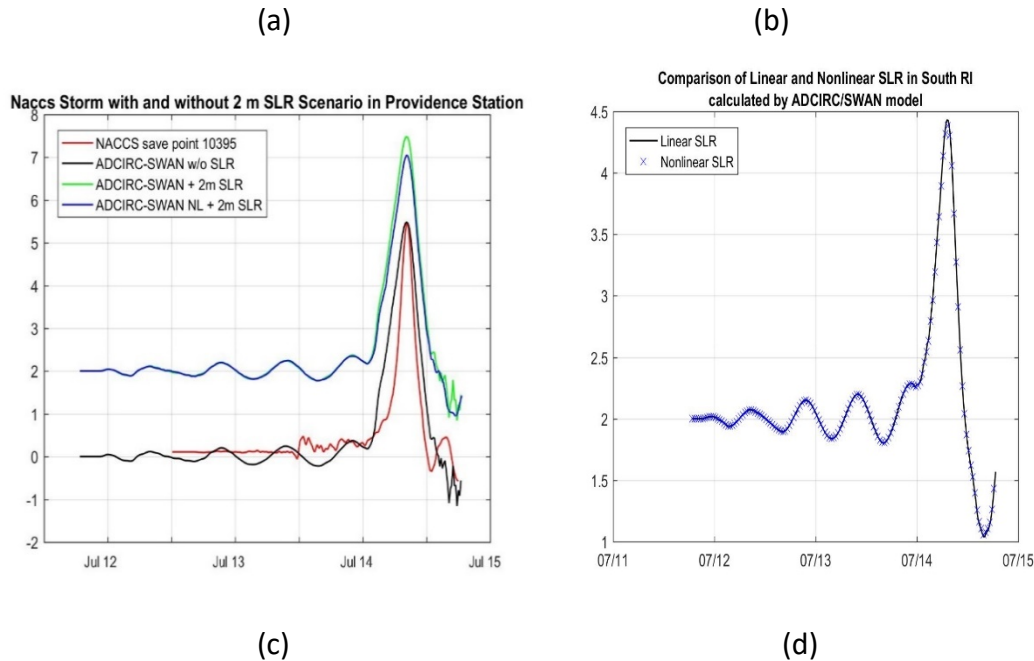 (a)
(b)
Naccs Storm with and without 2 m SLR Scenario in Providence Station
8
7
6
5
4
3
2
1
0
-1
-2
NACCS save point 10395
ADCIRC-SWAN w/o SLR
ADCIRC-SWAN + 2m SLR
ADCIRC-SWAN NL + 2m SLR
Jul 12
Jul 13
Jul 14
Jul 15
Comparison of Linear and Nonlinear SLR in South RI
calculated by ADCIRC/SWAN model
4.5
4
3.5
3
2.5
2
1.5
1
Linear SLR
Nonlinear SLR
07/11
07/12
07/13
07/14
07/15
(c)
(d)